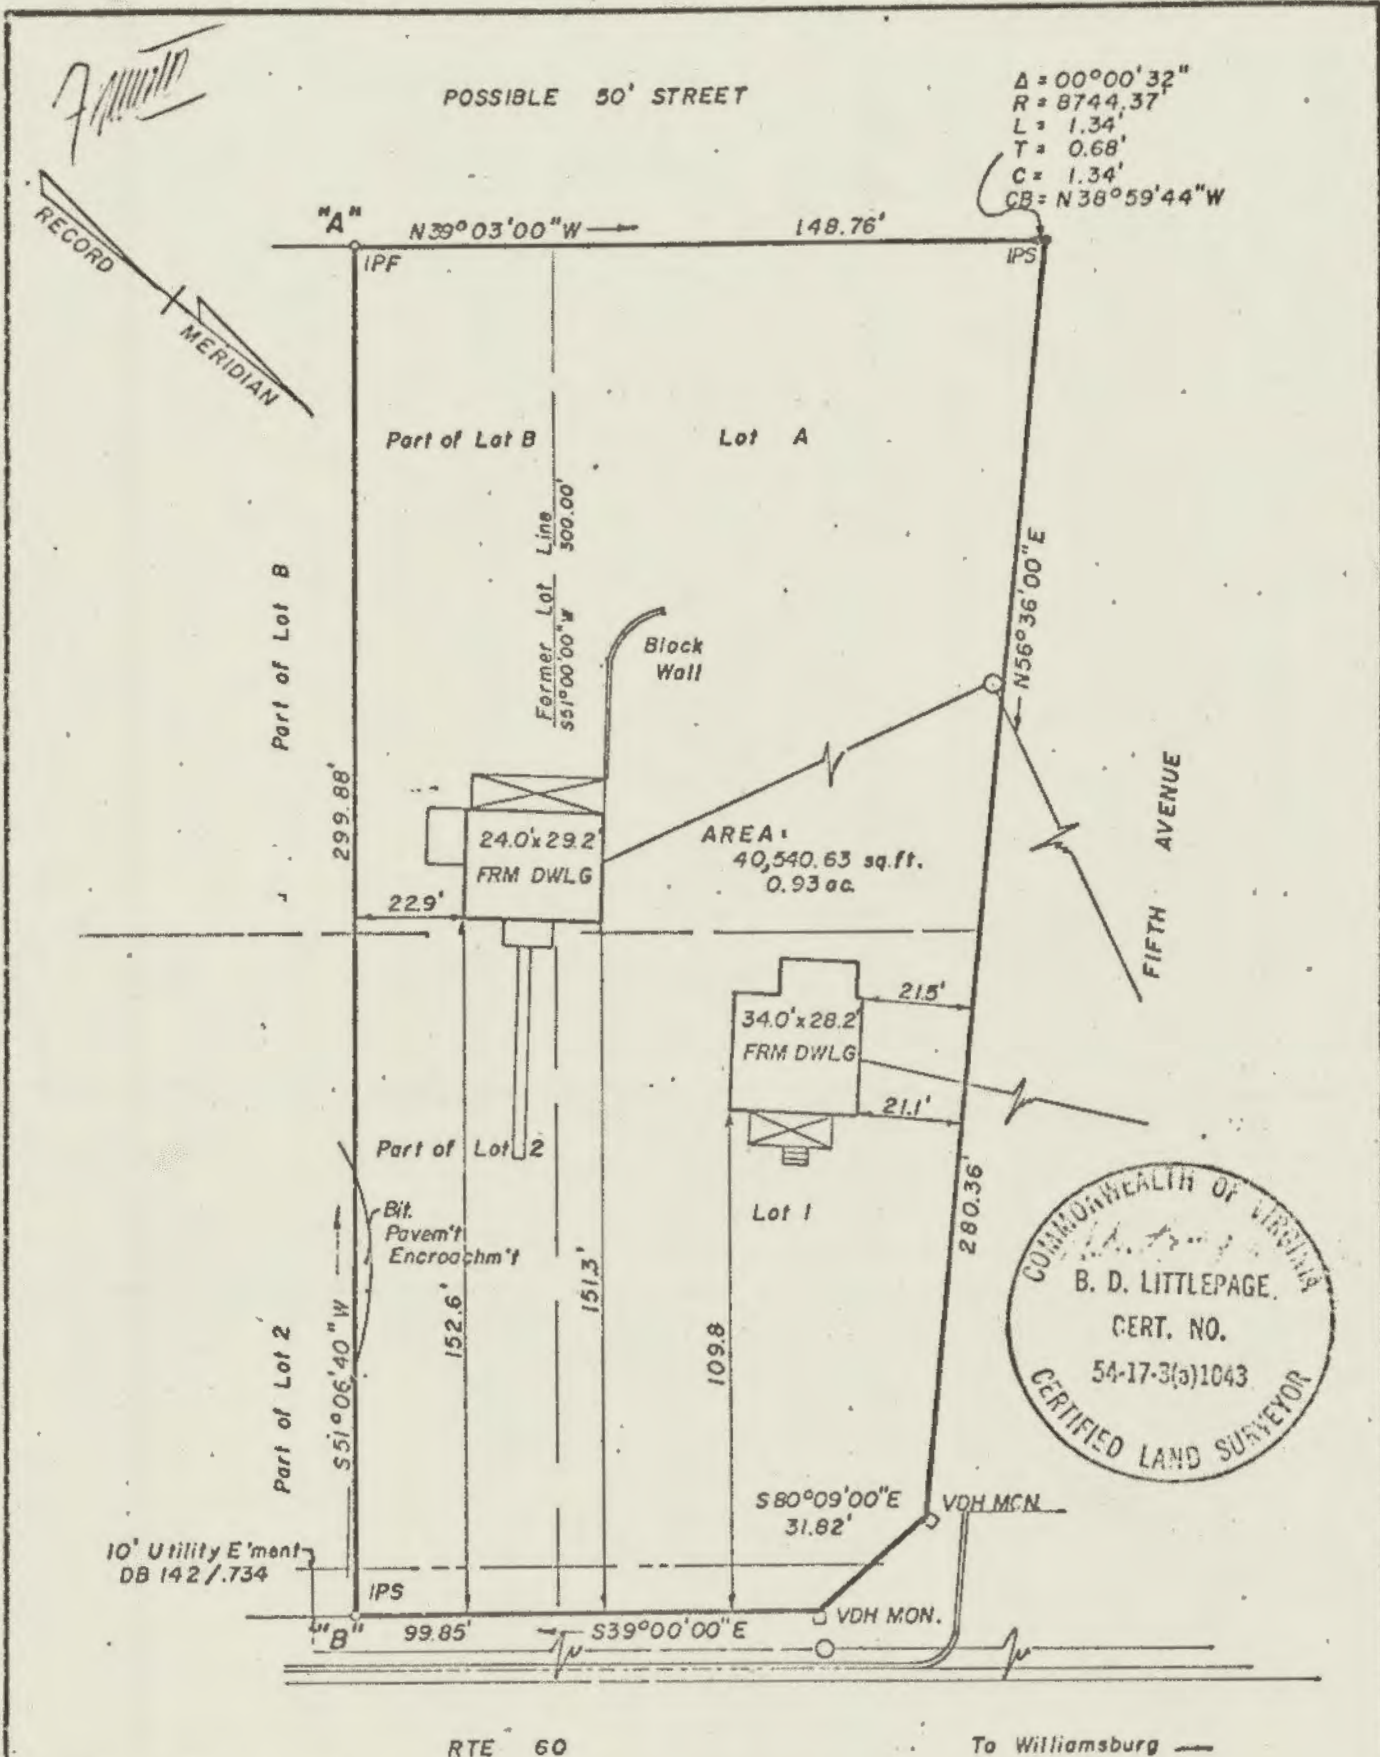 POSSIBLE 50' STREET
Δ = 00°00'32"
R = 8744.37'
L = 1.34'
T = 0.68'
C = 1.34'
CB = N38°59'44"W
RECORD
MERIDIAN
"A"
N39°03'00"W
148.76'
IPF
IPS
Part of Lot B
Lot A
Former Lot Line
S51°00'00"W 300.00'
Part of Lot B
299.88'
Block
Wall
N56°36'00"E
FIFTH AVENUE
24.0'x29.2'
FRM DWLG
AREA:
40,540.63 sq.ft.
0.93 ac.
22.9'
34.0'x28.2'
FRM DWLG
21.5'
21.1'
Part of Lot 2
Lot 1
280.36'
Bit.
Pavem't
Encroachm't
152.6'
151.3'
109.8
Part of Lot 2
S51°06'40"W
COMMONWEALTH OF VIRGINIA
B. D. LITTLEPAGE.
CERT. NO.
54-17-3(a)1043
CERTIFIED LAND SURVEYOR
S80°09'00"E
31.82'
VDH MON.
10' Utility E'ment
DB 142/.734
IPS
"B"
99.85'
S39°00'00"E
VDH MON.
RTE 60
To Williamsburg